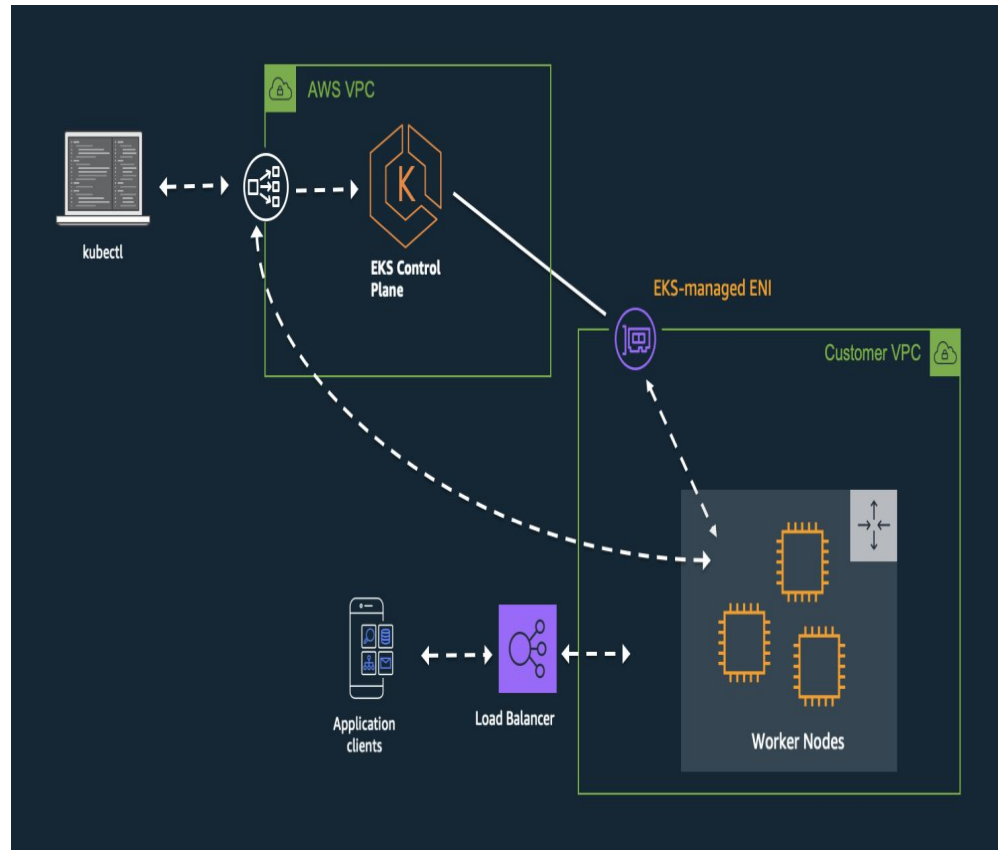 AWS VPC
K
kubectl
EKS Control
Plane
EKS-managed ENI
Customer VPC
Application
clients
Load Balancer
Worker Nodes